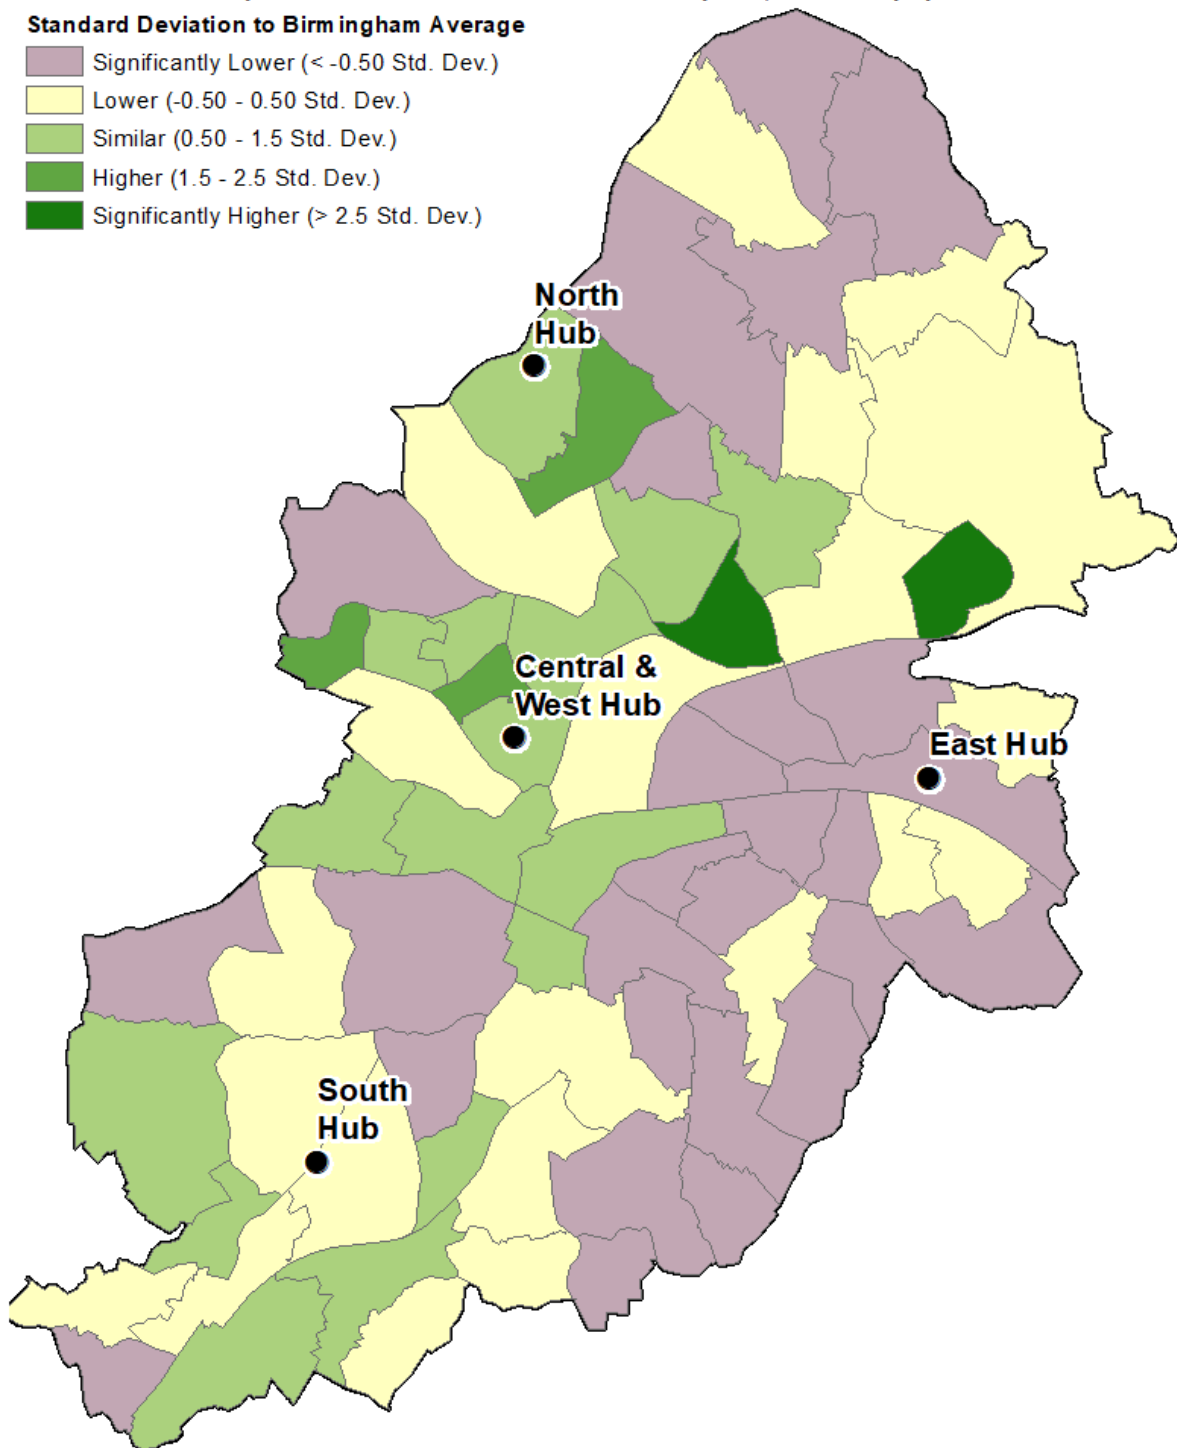 Standard Deviation to Birmingham Average
Significantly Lower (< -0.50 Std. Dev.)
Lower (-0.50 - 0.50 Std. Dev.)
Similar (0.50 - 1.5 Std. Dev.)
Higher (1.5 - 2.5 Std. Dev.)
Significantly Higher (> 2.5 Std. Dev.)
North
Hub
Central &
West Hub
East Hub
South
Hub